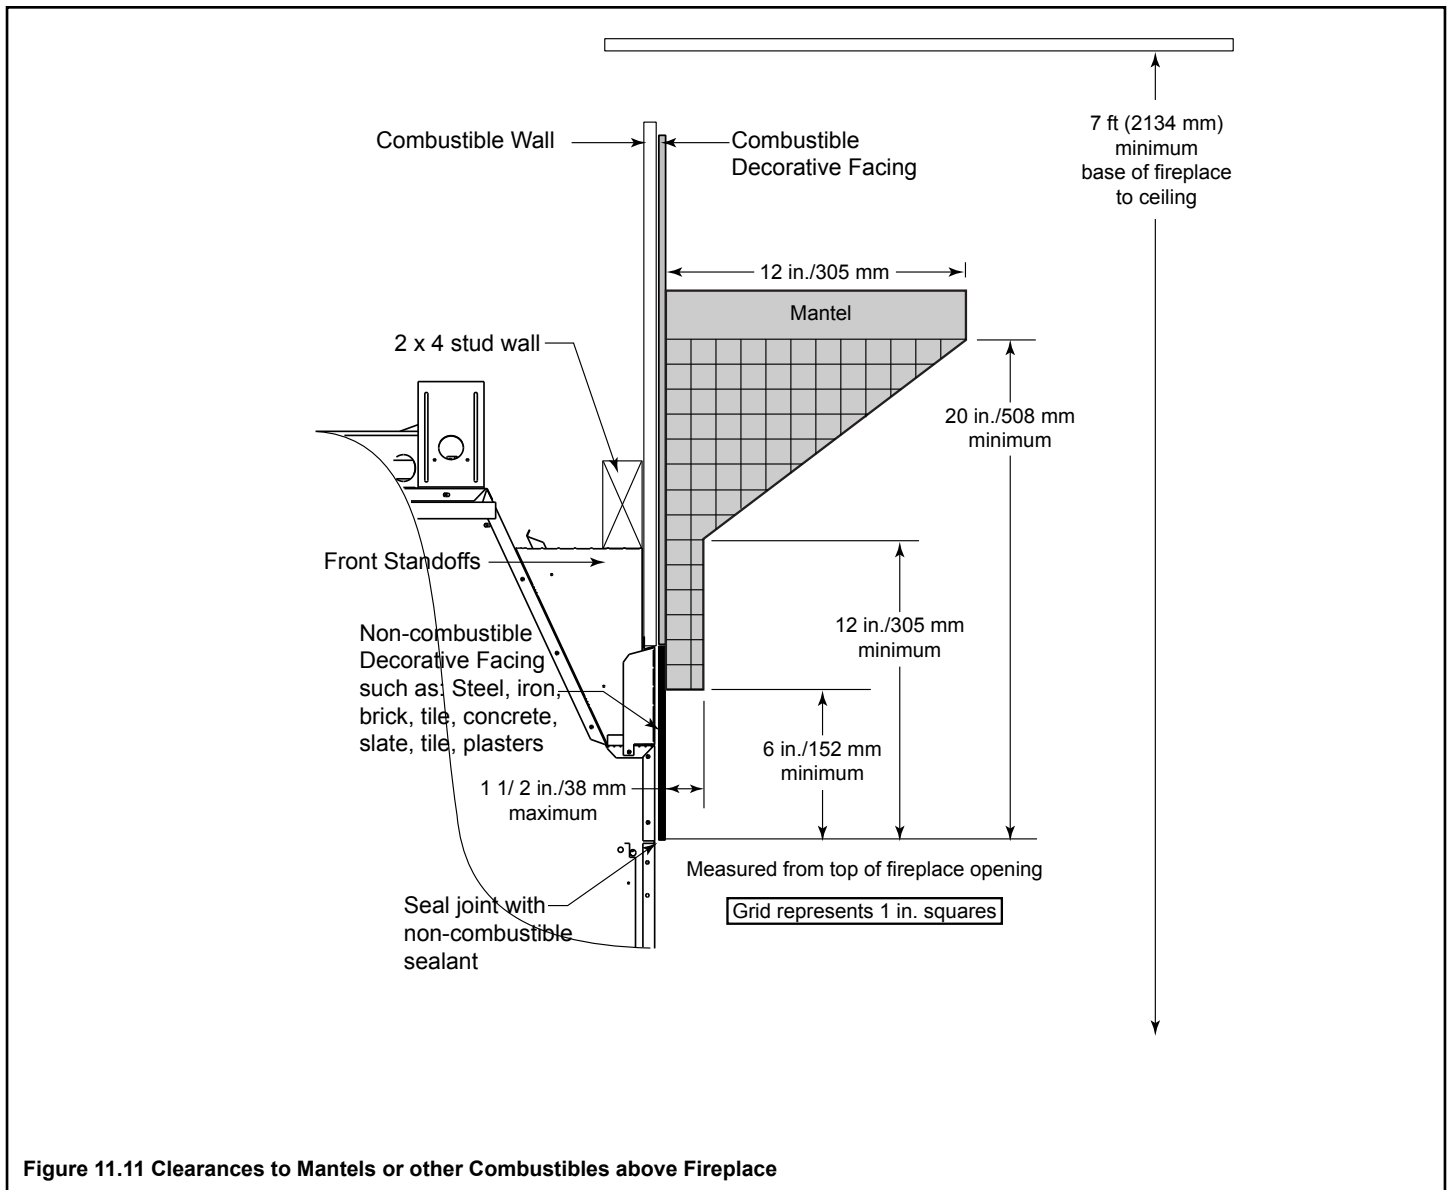 Combustible Wall
Combustible
Decorative Facing
7 ft (2134 mm)
minimum
base of fireplace
to ceiling
12 in./305 mm
Mantel
2 x 4 stud wall
20 in./508 mm
minimum
Front Standoffs
12 in./305 mm
minimum
Non-combustible
Decorative Facing
such as: Steel, iron,
brick, tile, concrete,
slate, tile, plasters
6 in./152 mm
minimum
1 1/ 2 in./38 mm
maximum
Measured from top of fireplace opening
Grid represents 1 in. squares
Seal joint with
non-combustible
sealant
Figure 11.11 Clearances to Mantels or other Combustibles above Fireplace